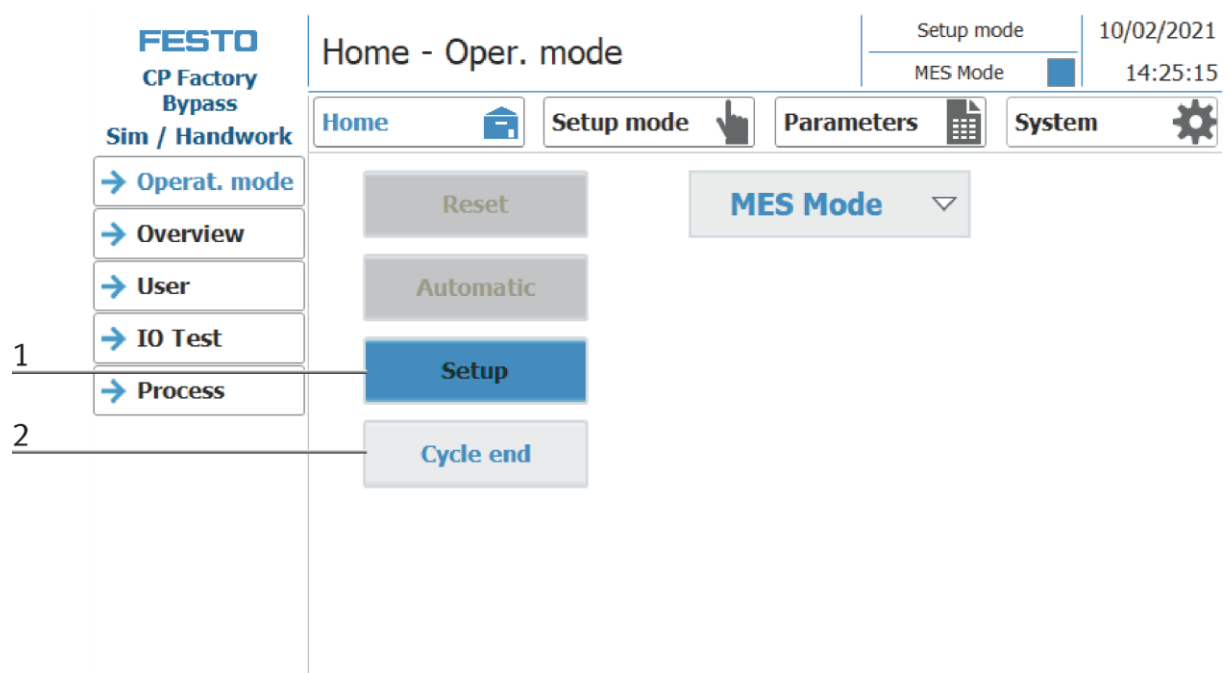 FESTO
CP Factory
Bypass
Sim / Handwork
Home - Oper. mode
Setup mode
MES Mode
10/02/2021
14:25:15
Home
Setup mode
Parameters
System
Operat. mode
Overview
User
IO Test
Process
Reset
Automatic
Setup
Cycle end
MES Mode
1
2